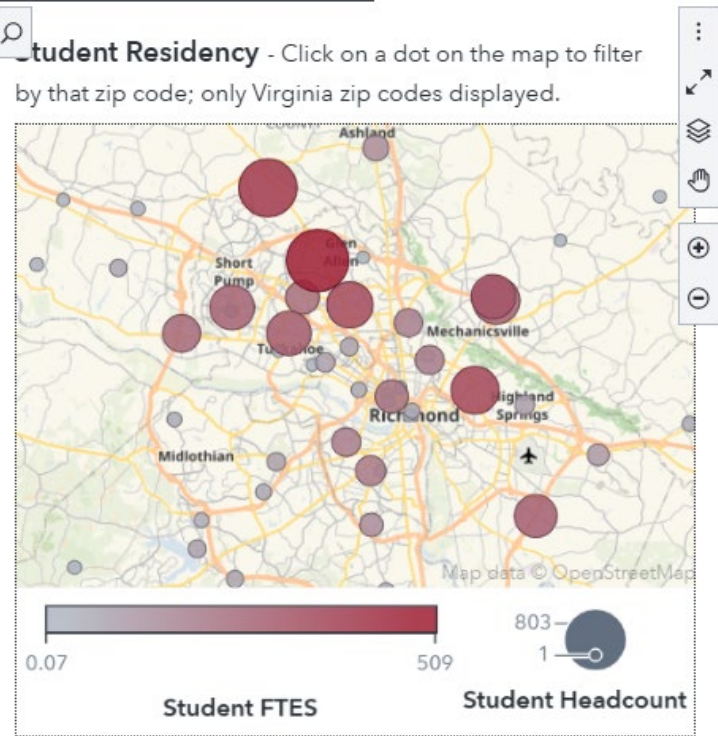 Student Residency - Click on a dot on the map to filter
by that zip code; only Virginia zip codes displayed.
COUNTY
Ashland
Glen
Allen
Short
Pump
Mechanicsville
Tuckahoe
Highland
Springs
Richmond
Midlothian
Map data © OpenStreetMap
803
1
0.07
509
Student FTES
Student Headcount